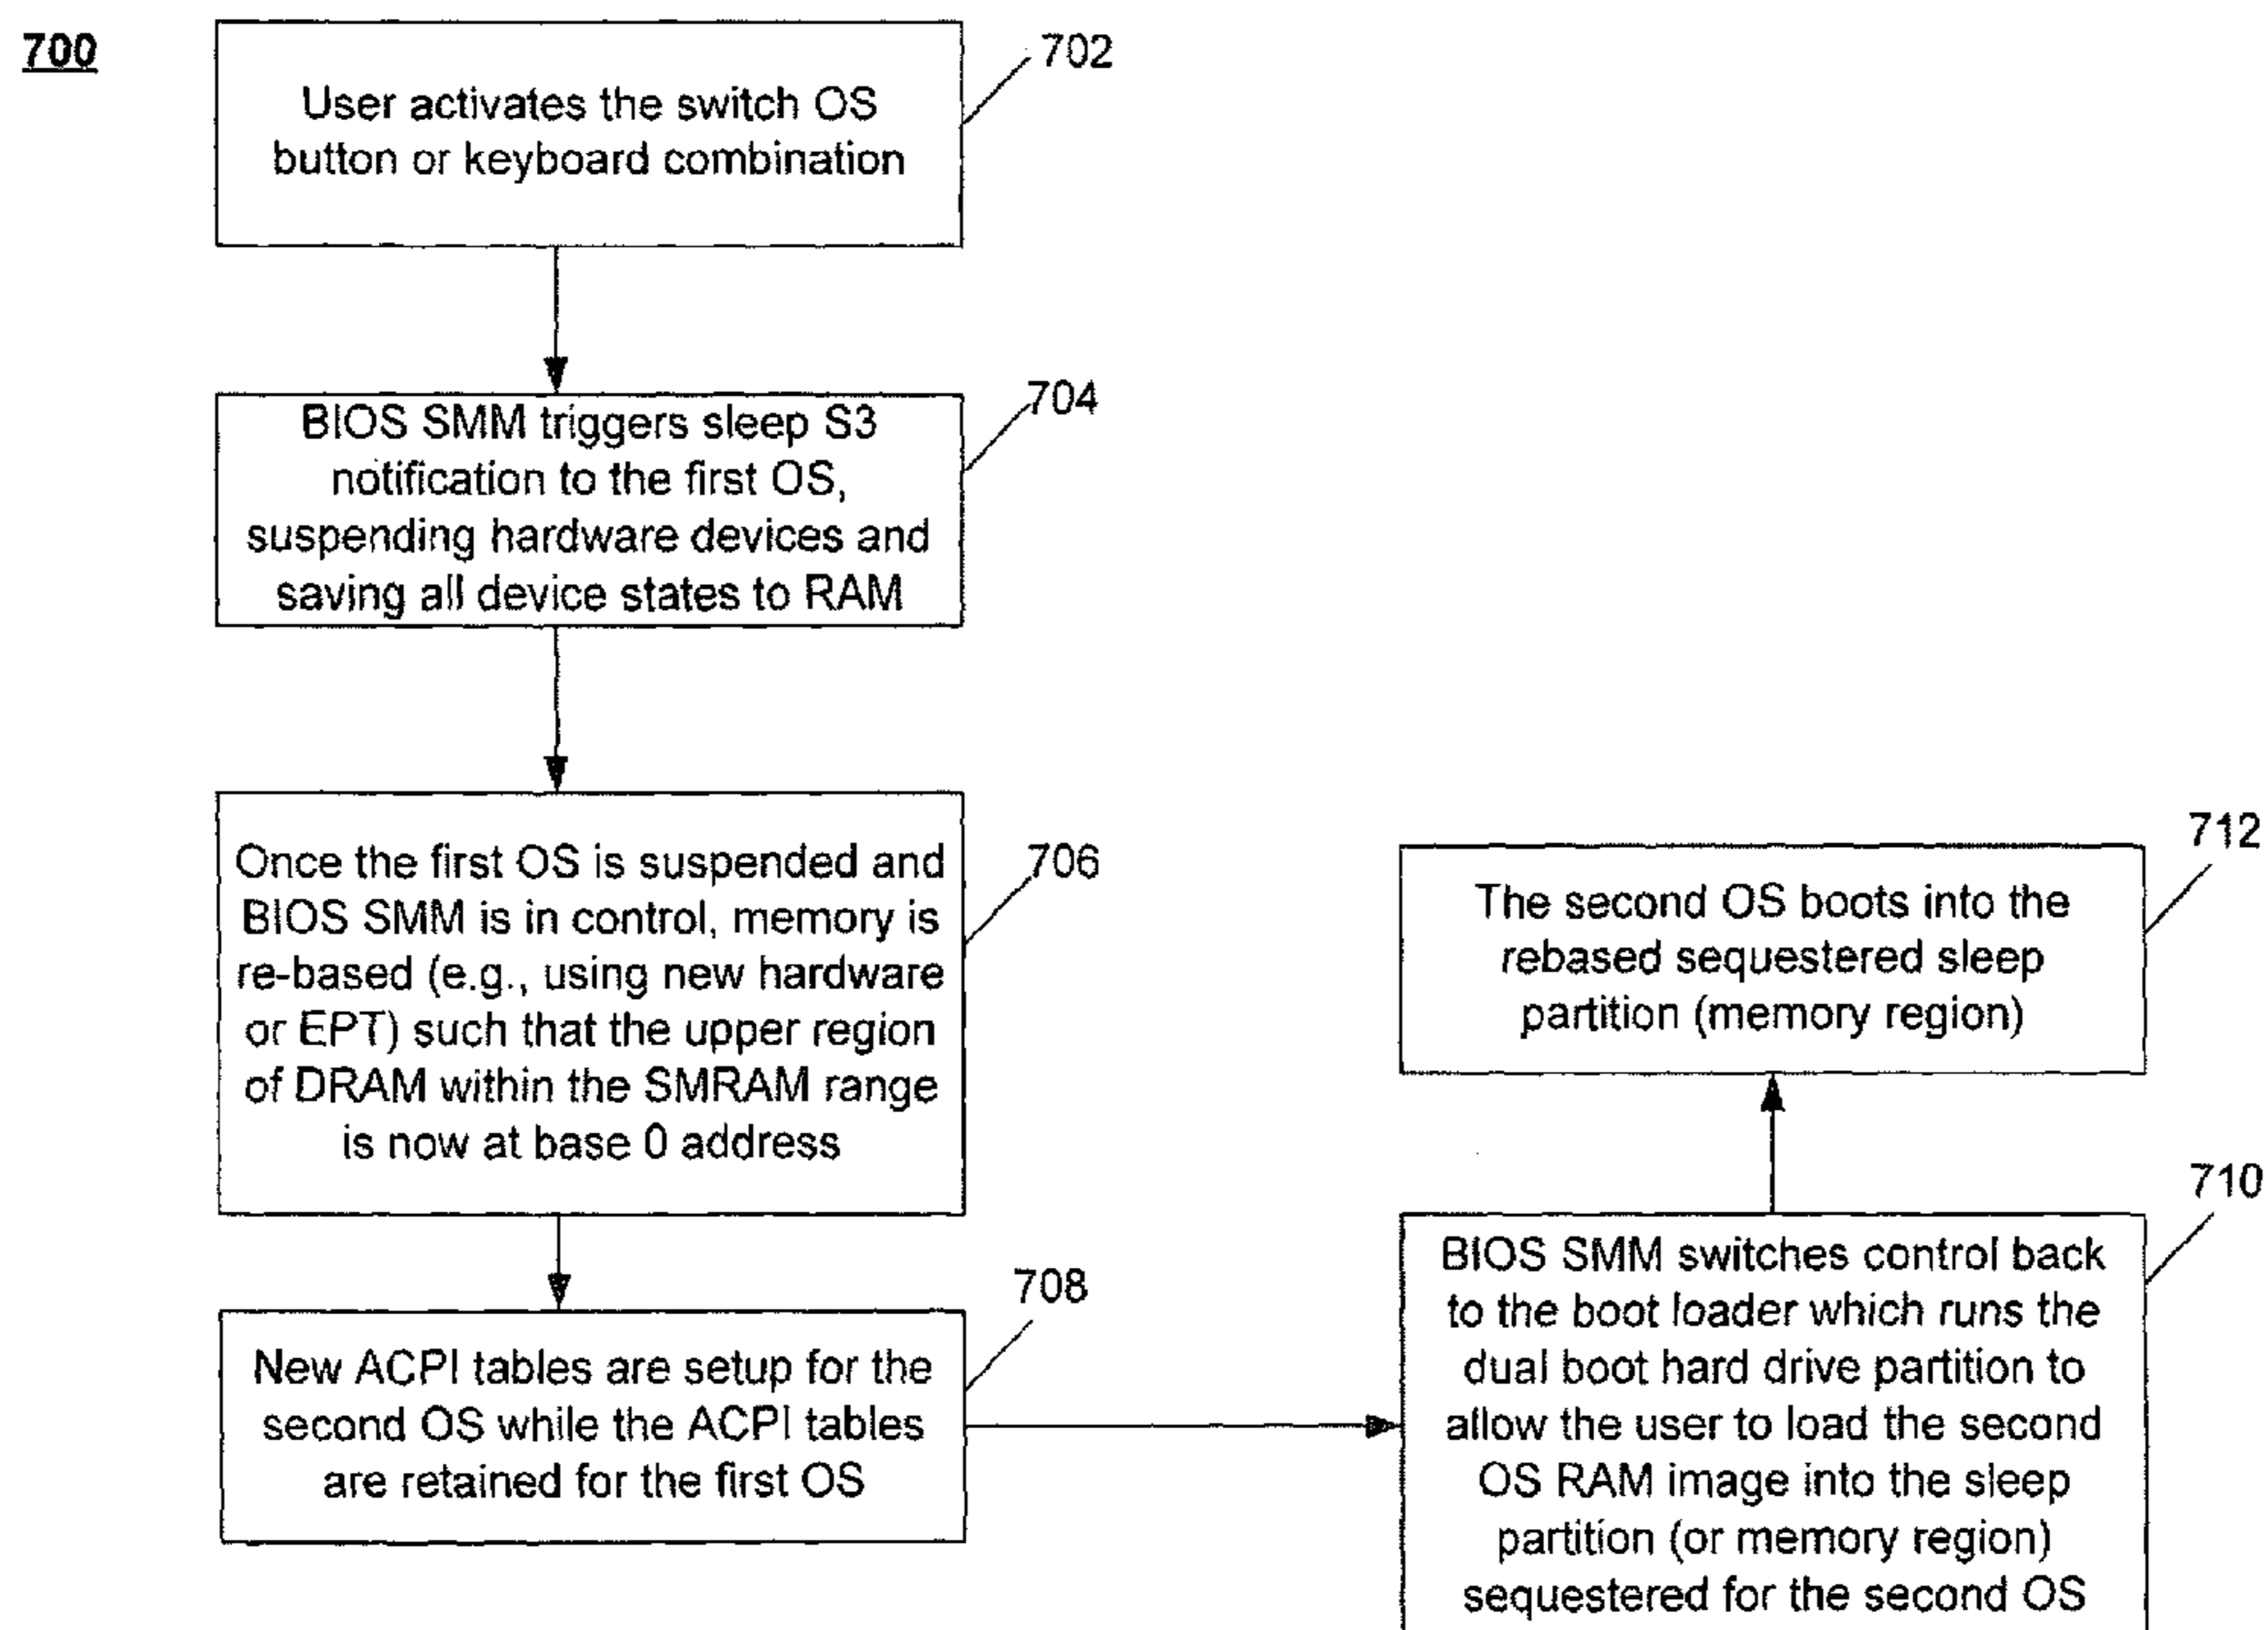 700
702
User activates the switch OS
button or keyboard combination
704
BIOS SMM triggers sleep S3
notification to the first OS,
suspending hardware devices and
saving all device states to RAM
706
Once the first OS is suspended and
BIOS SMM is in control, memory is
re-based (e.g., using new hardware
or EPT) such that the upper region
of DRAM within the SMRAM range
is now at base 0 address
708
New ACPI tables are setup for the
second OS while the ACPI tables
are retained for the first OS
710
BIOS SMM switches control back
to the boot loader which runs the
dual boot hard drive partition to
allow the user to load the second
OS RAM image into the sleep
partition (or memory region)
sequestered for the second OS
712
The second OS boots into the
rebased sequestered sleep
partition (memory region)